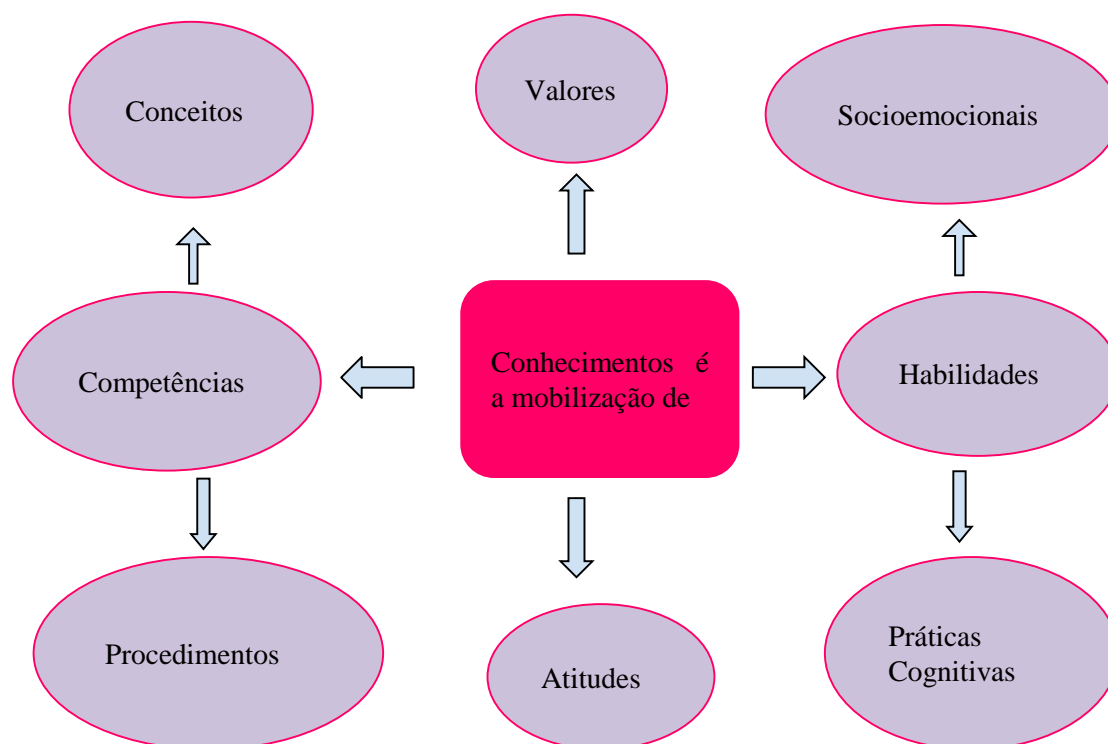 Conceitos
Valores
Socioemocionais
Competências
Conhecimentos é
a mobilização de
Habilidades
Procedimentos
Atitudes
Práticas
Cognitivas